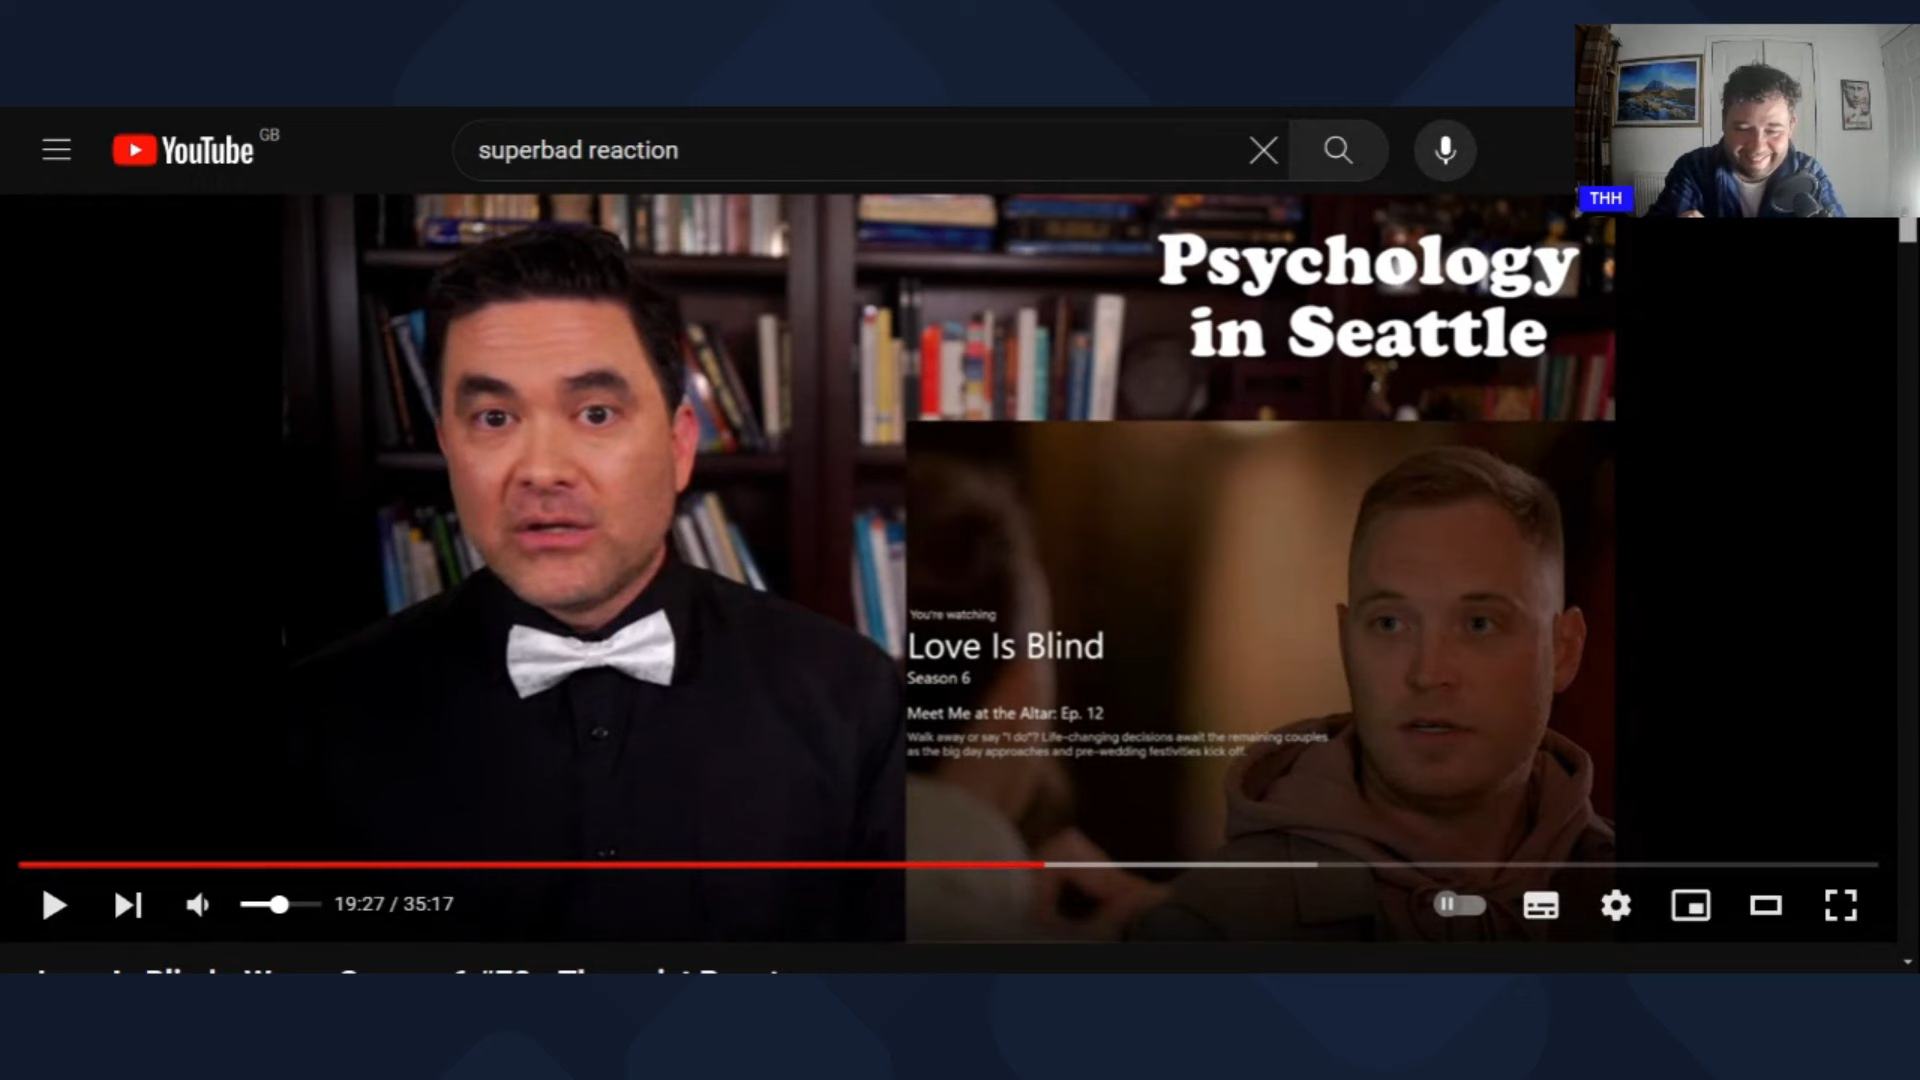 YouTube GB
superbad reaction
THH
Psychology
in Seattle
You're watching
Love Is Blind
Season 6
Meet Me at the Altar: Ep. 12
Walk away or say "I do"? Life-changing decisions await the remaining couples
as the big day approaches and pre-wedding festivities kick off.
19:27 / 35:17